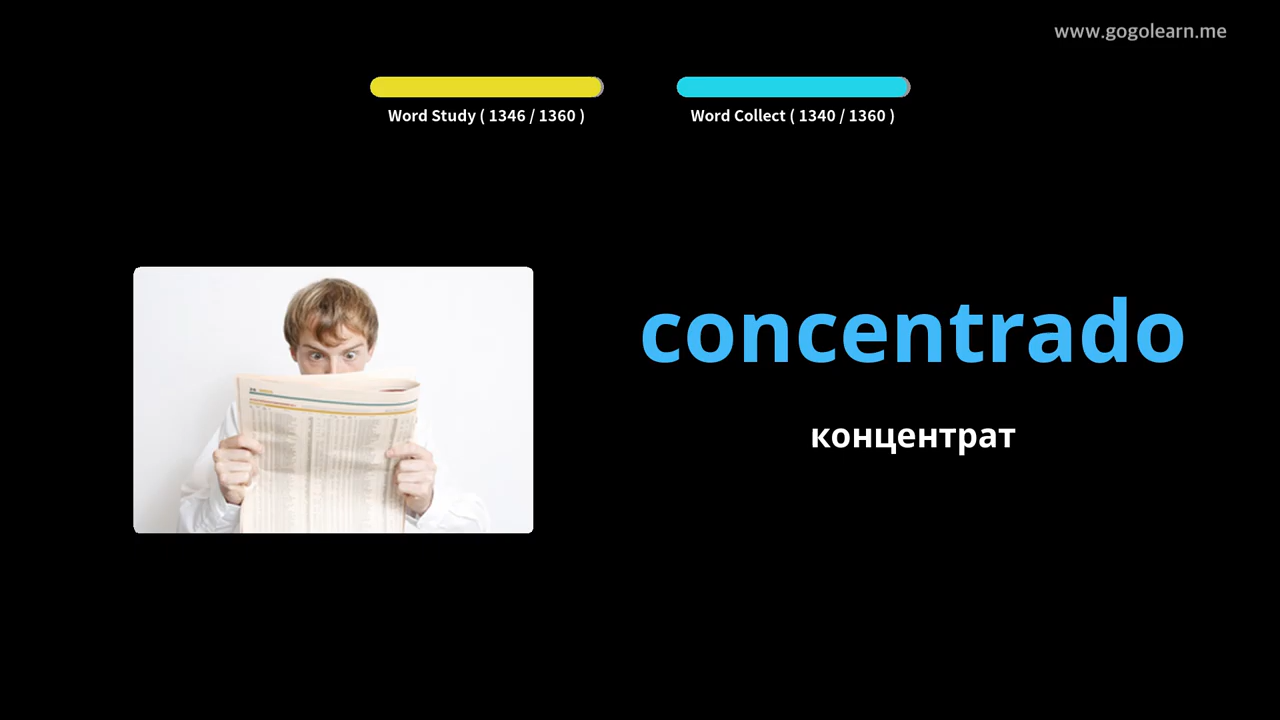 www.gogolearn.me
Word Study ( 1346 / 1360 )
Word Collect ( 1340 / 1360 )
concentrado
концентрат